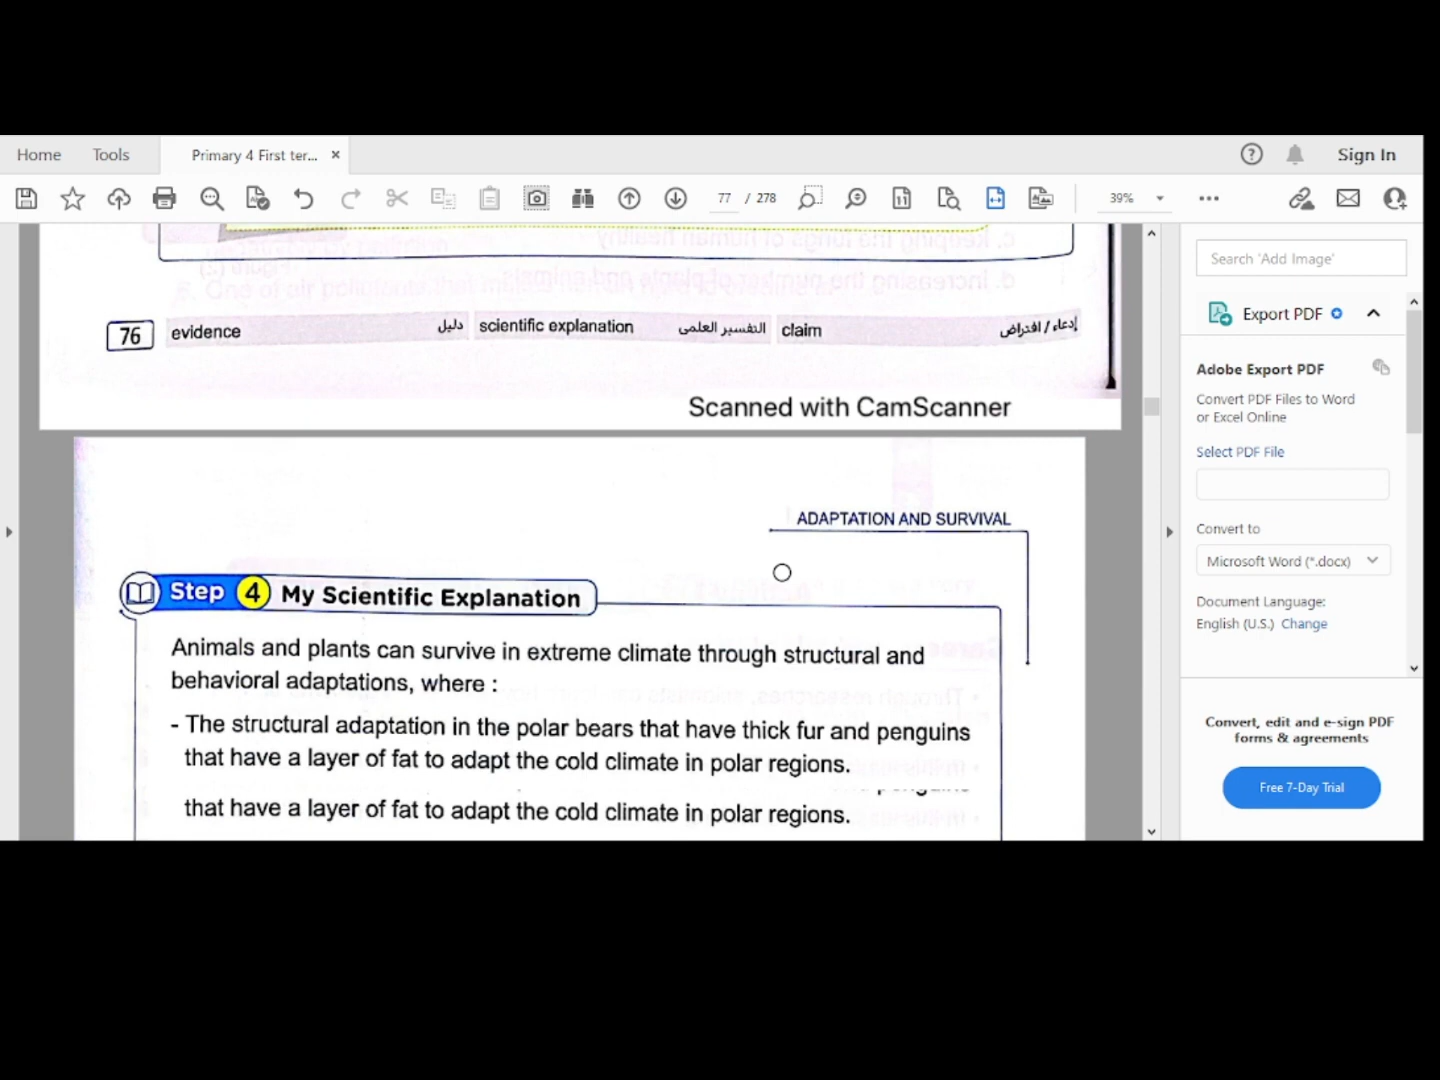 Home Tools Primary 4 First ter... × Sign In
77 / 278 39%
76 evidence دليل scientific explanation التفسير العلمى claim إدعاء / افتراض
Scanned with CamScanner
ADAPTATION AND SURVIVAL
Step 4 My Scientific Explanation
Animals and plants can survive in extreme climate through structural and
behavioral adaptations, where :
- The structural adaptation in the polar bears that have thick fur and penguins
that have a layer of fat to adapt the cold climate in polar regions.
that have a layer of fat to adapt the cold climate in polar regions.
Search 'Add Image'
Export PDF
Adobe Export PDF
Convert PDF Files to Word
or Excel Online
Select PDF File
Convert to
Microsoft Word (*.docx)
Document Language:
English (U.S.) Change
Convert, edit and e-sign PDF
forms & agreements
Free 7-Day Trial